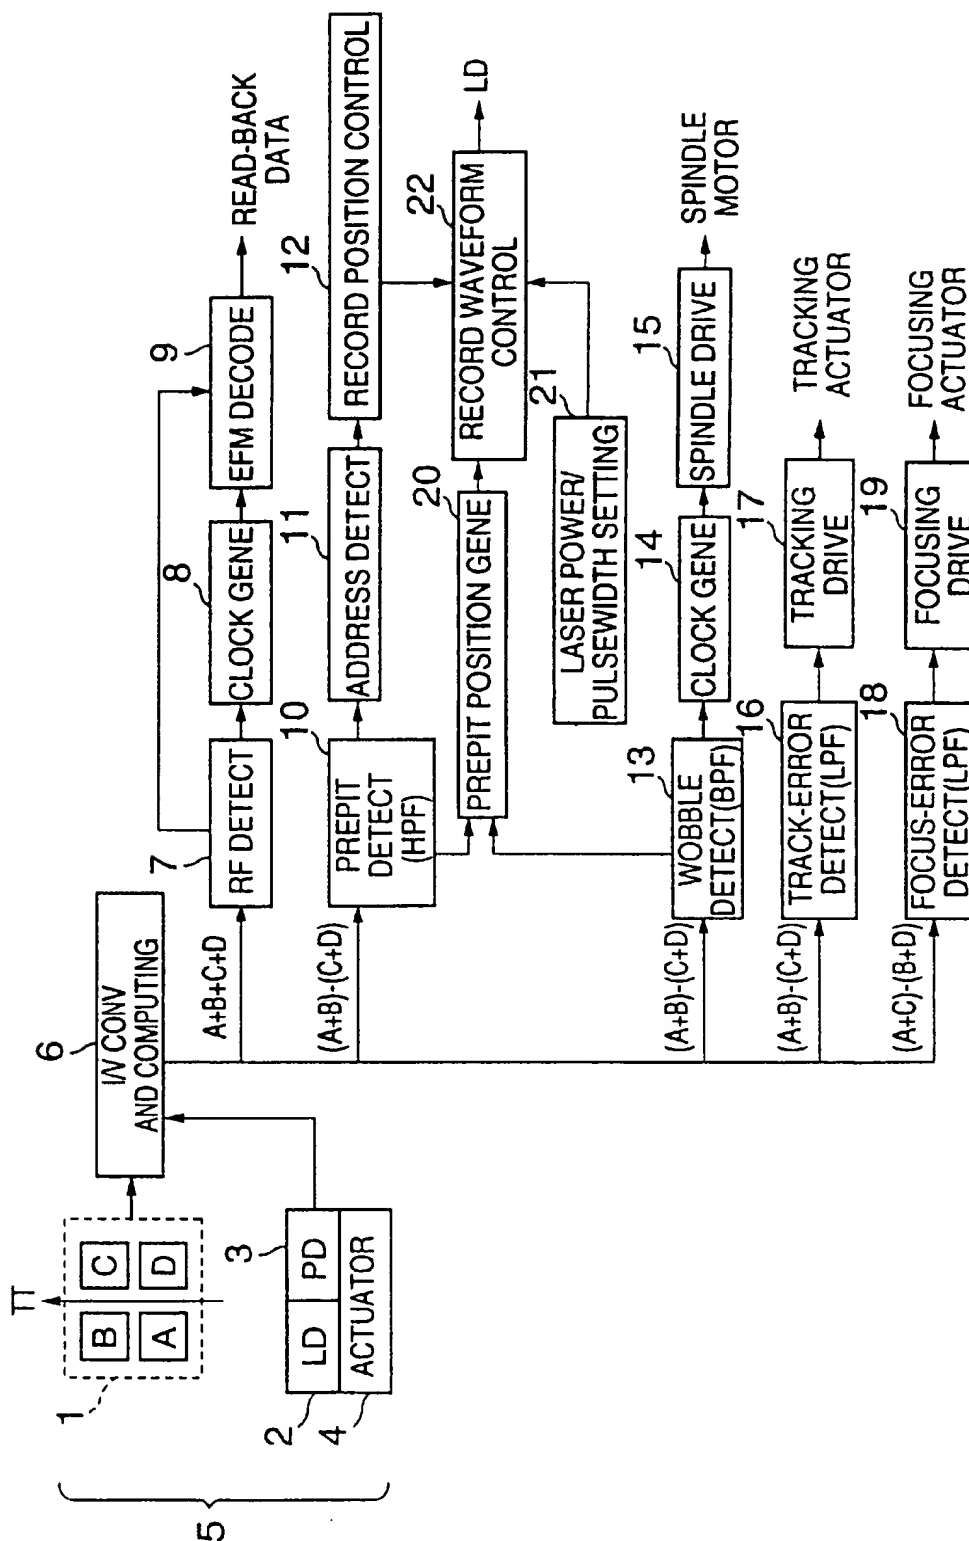 5
1
B
C
A
D
TT
2
LD
3
PD
4
ACTUATOR
6
I/V CONV
AND COMPUTING
A+B+C+D
7
RF DETECT
8
CLOCK GENE
9
EFM DECODE
READ-BACK
DATA
(A+B)-(C+D)
10
PREPIT
DETECT
(HPF)
11
ADDRESS DETECT
12
RECORD POSITION CONTROL
20
PREPIT POSITION GENE
22
RECORD WAVEFORM
CONTROL
LD
21
LASER POWER/
PULSEWIDTH SETTING
(A+B)-(C+D)
13
WOBBLE
DETECT(BPF)
14
CLOCK GENE
15
SPINDLE DRIVE
SPINDLE
MOTOR
(A+B)-(C+D)
16
TRACK-ERROR
DETECT(LPF)
17
TRACKING
DRIVE
TRACKING
ACTUATOR
(A+C)-(B+D)
18
FOCUS-ERROR
DETECT(LPF)
19
FOCUSING
DRIVE
FOCUSING
ACTUATOR